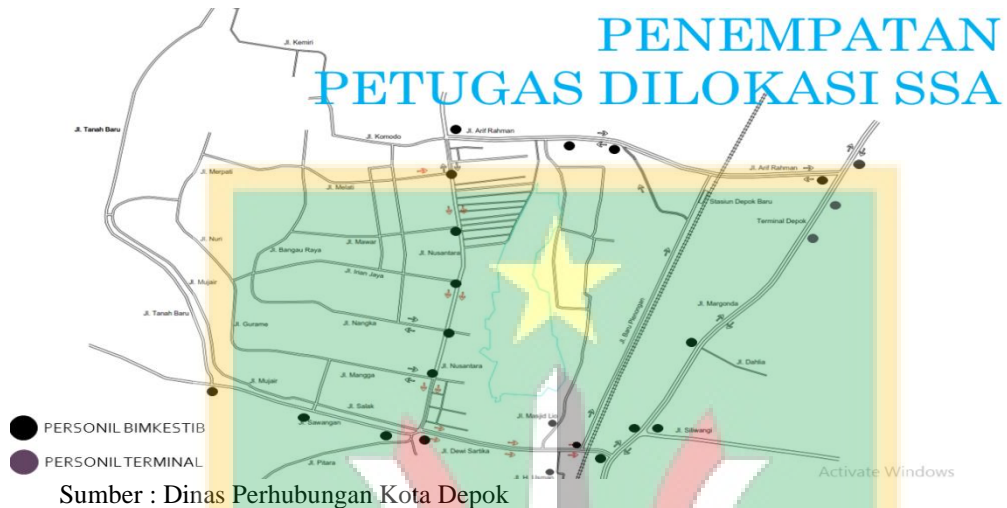 PENEMPATAN
PETUGAS DILOKASI SSA
Jl. Kemiri
Jl. Tanah Baru
Jl. Komodo
Jl. Arif Rahman
Jl. Merpati
Jl. Melati
Jl. Arif Rahman
Stasiun Depok Baru
Terminal Depok
Jl. Nuri
Jl. Bangau Raya
Jl. Mawar
Jl. Nusantara
Jl. Mujair
Jl. Irian Jaya
Jl. Tanah Baru
Jl. Gurame
Jl. Nangka
Jl. Margonda
Jl. Dahlia
Jl. Nusantara
Jl. Mujair
Jl. Mangga
Jl. Salak
Jl. Sawangan
Jl. Masjid
Jl. Siliwangi
Jl. Pitara
Jl. Dewi Sartika
PERSONIL BIMKESTIB
PERSONIL TERMINAL
Activate Windows
Sumber : Dinas Perhubungan Kota Depok